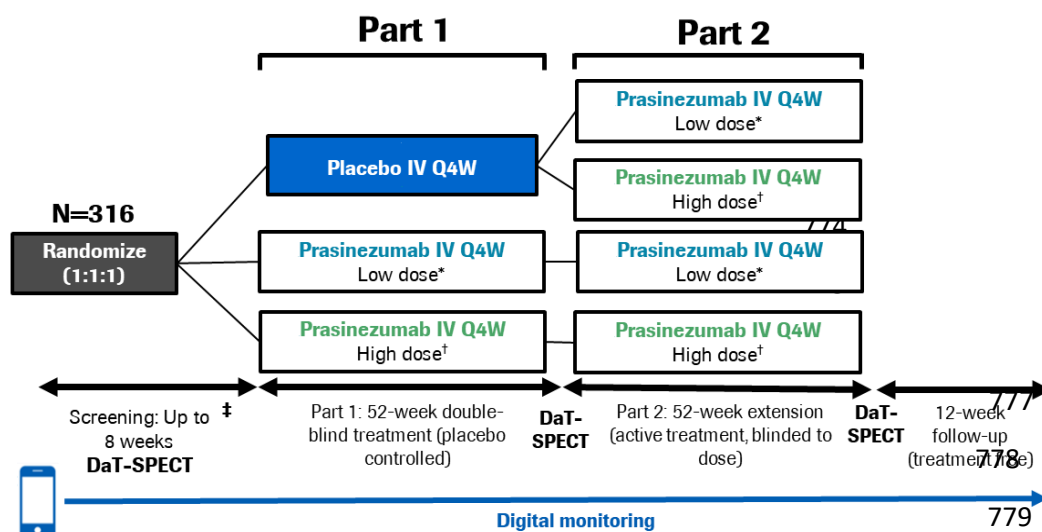 Part 1
Part 2
Prasinezumab IV Q4W
Low dose*
Placebo IV Q4W
Prasinezumab IV Q4W
High dose†
774
N=316
Randomize
(1:1:1)
Prasinezumab IV Q4W
Low dose*
Prasinezumab IV Q4W
Low dose*
Prasinezumab IV Q4W
High dose†
Prasinezumab IV Q4W
High dose†
Screening: Up to ‡
8 weeks
DaT-SPECT
Part 1: 52-week double-
blind treatment (placebo
controlled)
DaT-
SPECT
Part 2: 52-week extension
(active treatment, blinded to
dose)
DaT-
SPECT
777
12-week
follow-up
(treatment free)
778
Digital monitoring
779